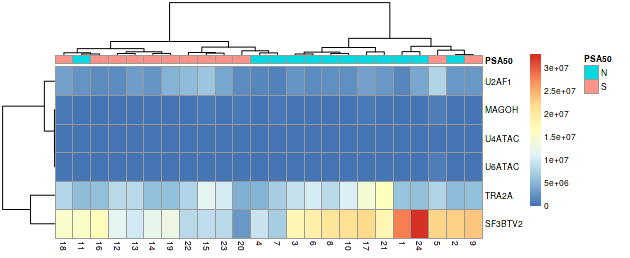 PSA50
U2AF1
MAGOH
U4ATAC
U6ATAC
TRA2A
SF3BTV2
18 11 16 12 13 14 19 22 15 23 20 4 7 3 6 8 10 17 21 1 24 5 2 9
3e+07
2.5e+07
2e+07
1.5e+07
1e+07
5e+06
0
PSA50
N
S